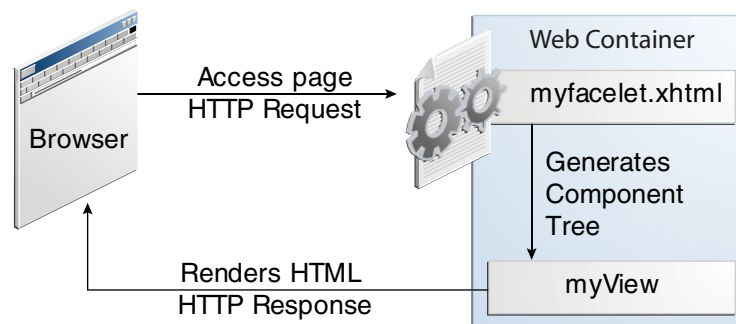 Web Container
Access page
HTTP Request
myfacelet.xhtml
Browser
Generates
Component
Tree
Renders HTML
HTTP Response
myView